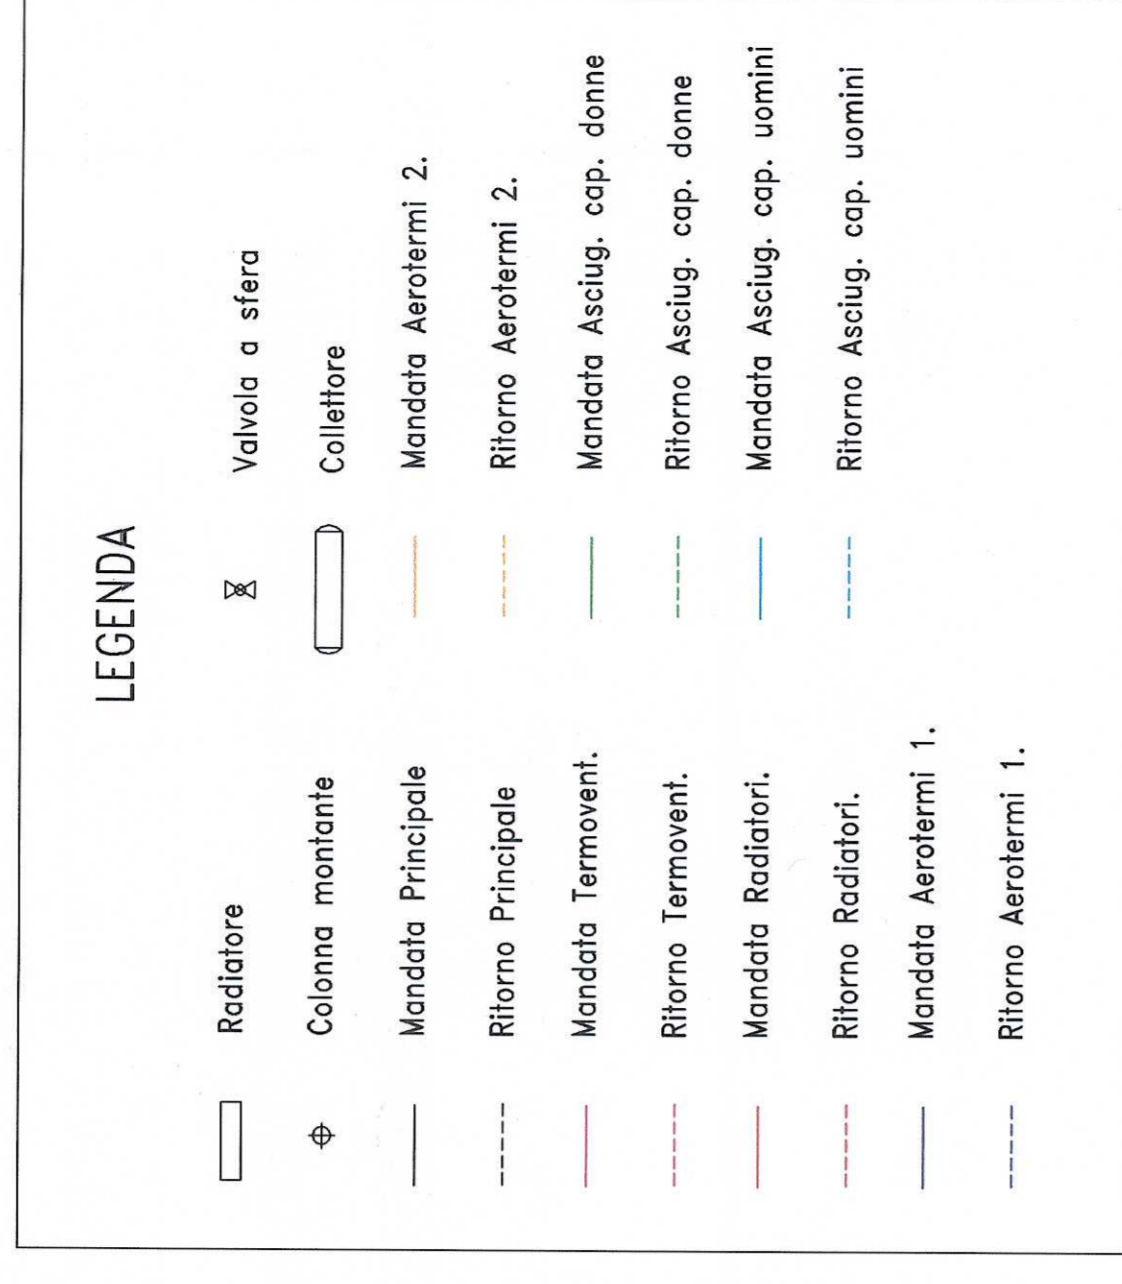 LEGENDA
Radiatore
Colonna montante
Mandata Principale
Ritorno Principale
Mandata Termovent.
Ritorno Termovent.
Mandata Radiatori.
Ritorno Radiatori.
Mandata Aerotermi 1.
Ritorno Aerotermi 1.
Valvola a sfera
Collettore
Mandata Aerotermi 2.
Ritorno Aerotermi 2.
Mandata Asciug. cap. donne
Ritorno Asciug. cap. donne
Mandata Asciug. cap. uomini
Ritorno Asciug. cap. uomini